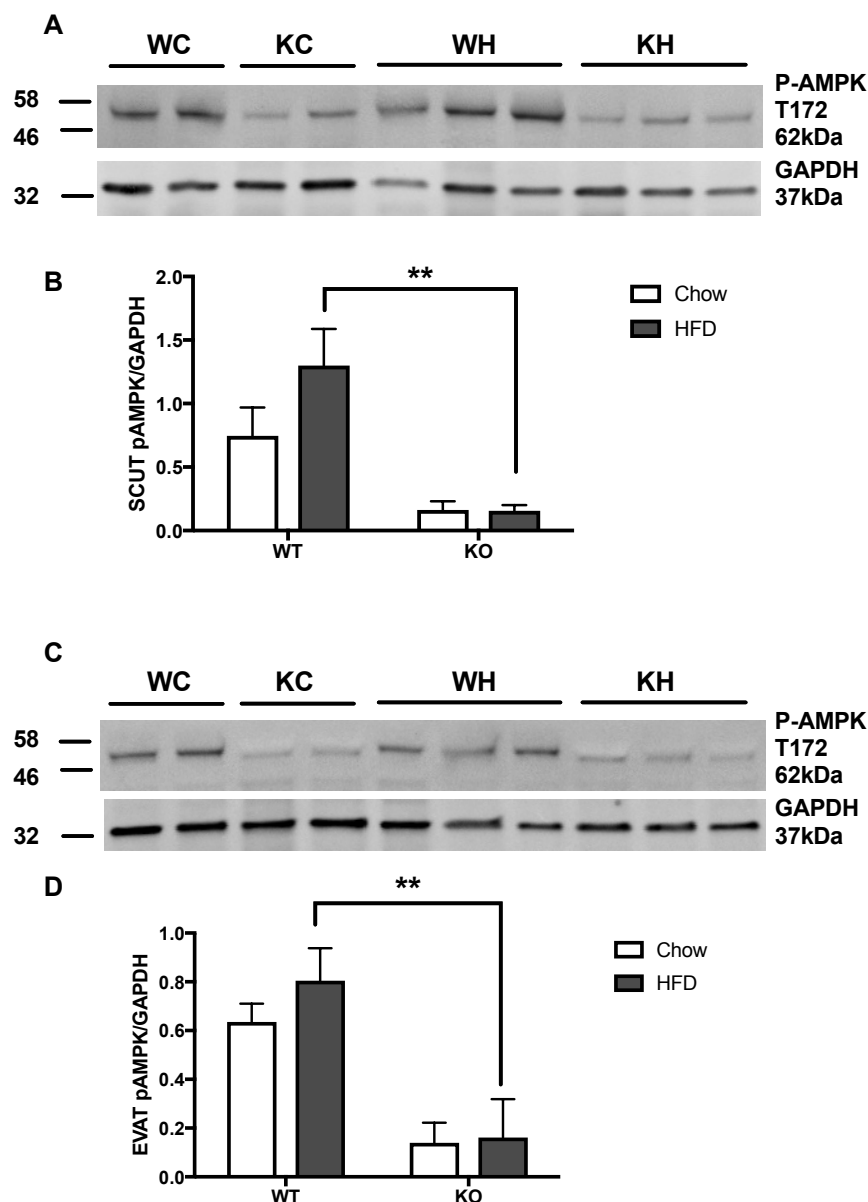 A
WC KC WH KH
58
46
P-AMPK
T172
62kDa
32
GAPDH
37kDa
B
**
SCUT pAMPK/GAPDH
2.0
1.5
1.0
0.5
0.0
WT KO
Chow
HFD
C
WC KC WH KH
58
46
P-AMPK
T172
62kDa
32
GAPDH
37kDa
D
**
EVAT pAMPK/GAPDH
1.0
0.8
0.6
0.4
0.2
0.0
WT KO
Chow
HFD